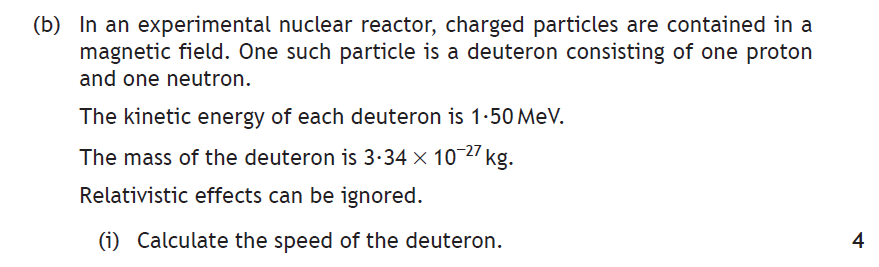 (b) In an experimental nuclear reactor, charged particles are contained in a
magnetic field. One such particle is a deuteron consisting of one proton
and one neutron.
The kinetic energy of each deuteron is 1·50 MeV.
The mass of the deuteron is 3·34 × 10⁻²⁷ kg.
Relativistic effects can be ignored.
(i) Calculate the speed of the deuteron. 4